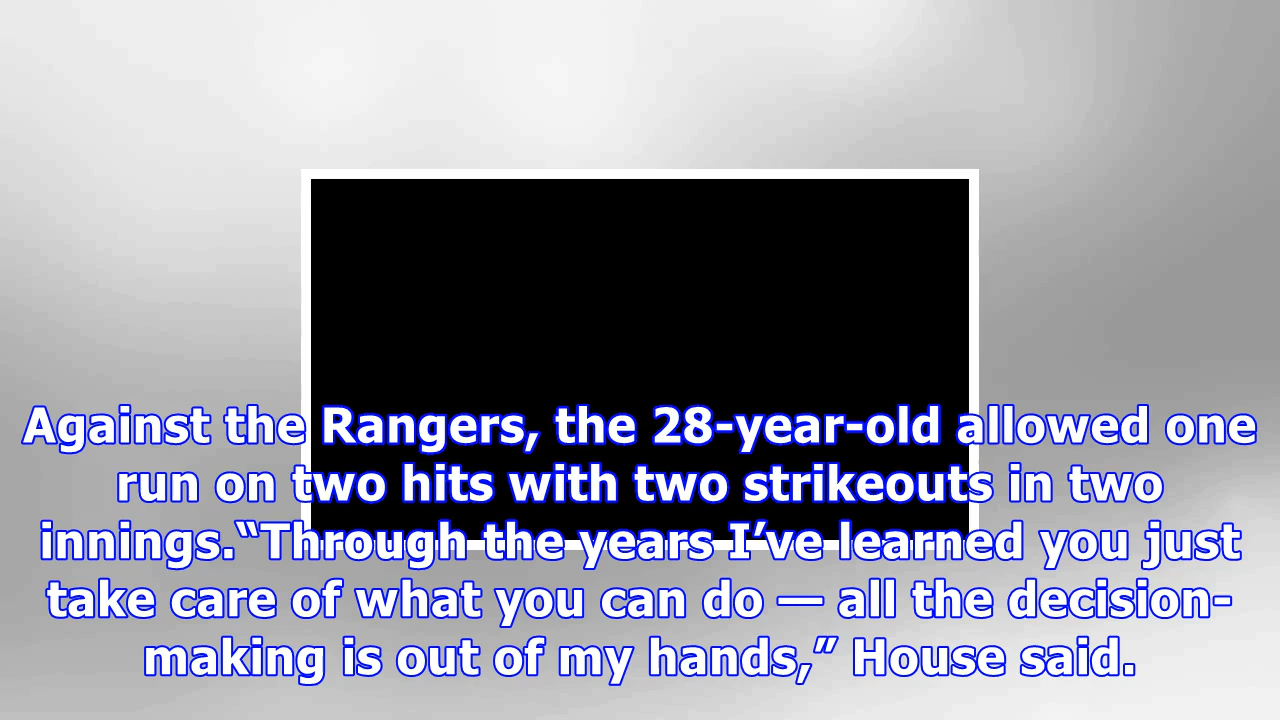 Against the Rangers, the 28-year-old allowed one
run on two hits with two strikeouts in two
innings.“Through the years I’ve learned you just
take care of what you can do — all the decision-
making is out of my hands,” House said.